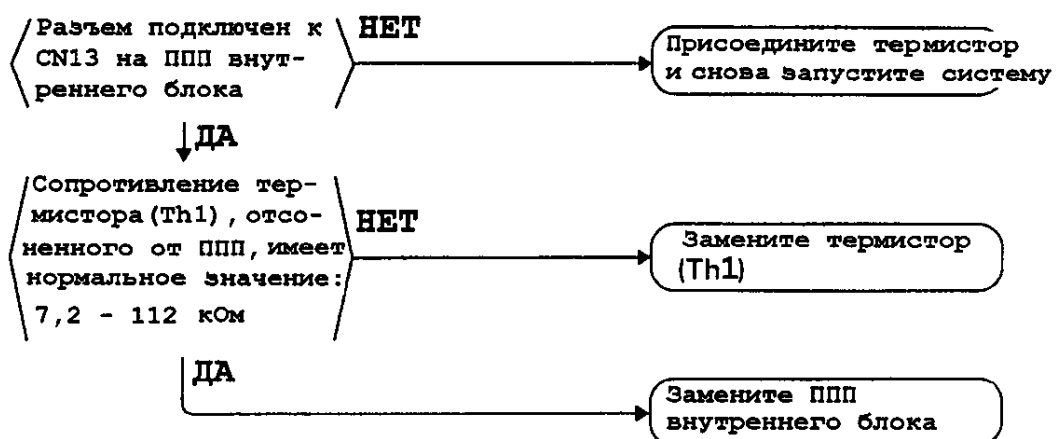 Разъем подключен к
CN13 на ППП внут-
реннего блока
НЕТ
Присоедините термистор
и снова запустите систему
ДА
Сопротивление тер-
мистора(Th1), отсо-
ненного от ППП, имеет
нормальное значение:
7,2 - 112 кОм
НЕТ
Замените термистор
(Th1)
ДА
Замените ППП
внутреннего блока